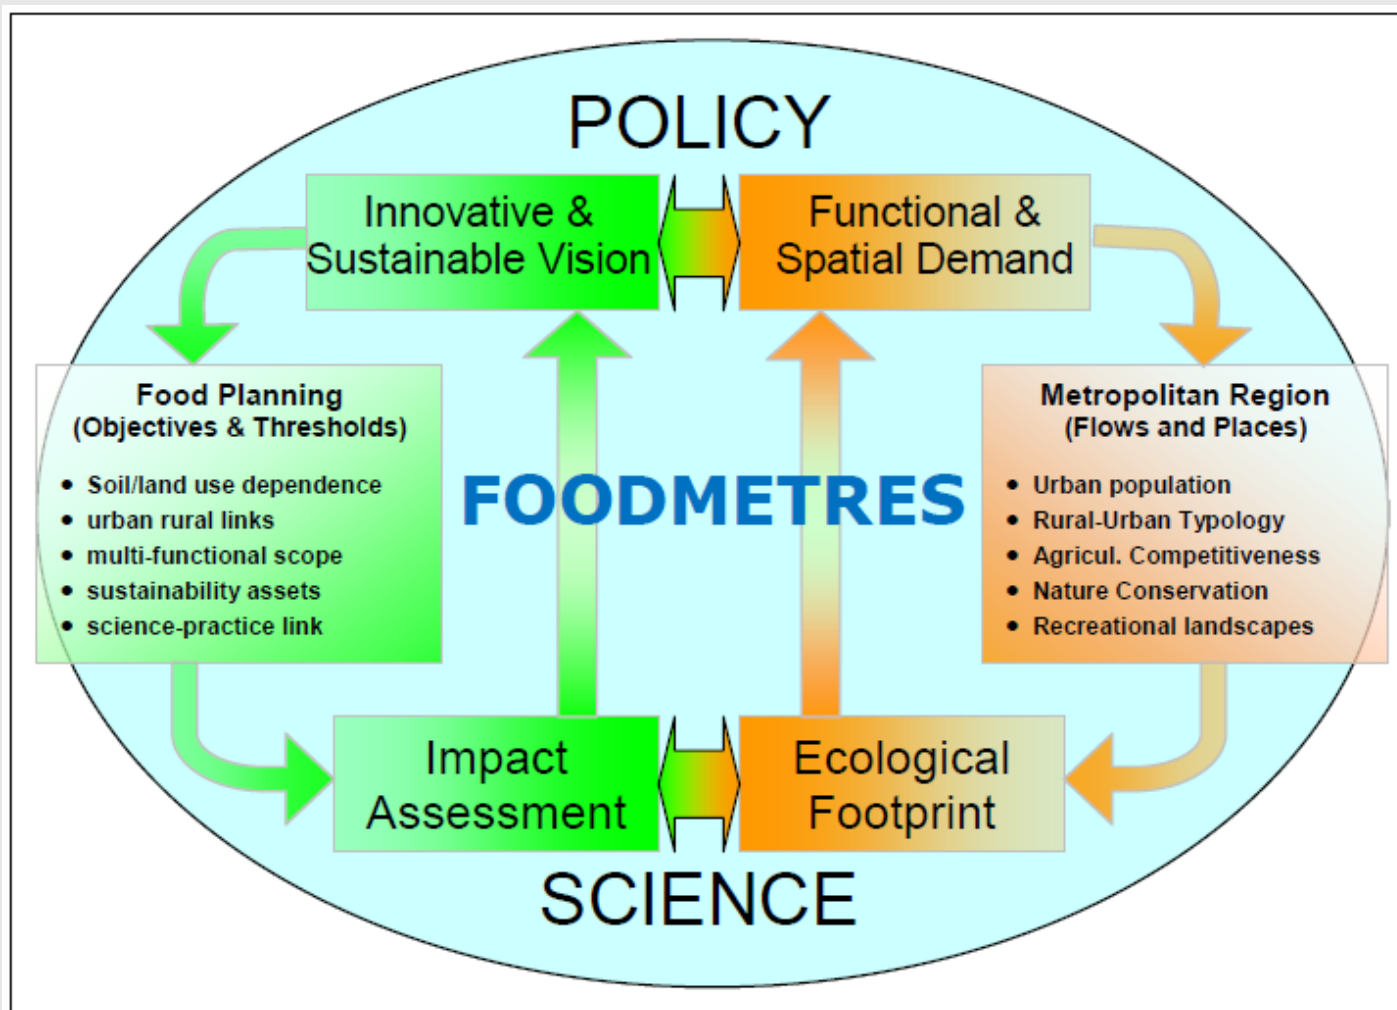 POLICY
Innovative &
Sustainable Vision
Functional &
Spatial Demand
Food Planning
(Objectives & Thresholds)
• Soil/land use dependence
• urban rural links
• multi-functional scope
• sustainability assets
• science-practice link
FOODMETRES
Metropolitan Region
(Flows and Places)
• Urban population
• Rural-Urban Typology
• Agricul. Competitiveness
• Nature Conservation
• Recreational landscapes
Impact
Assessment
Ecological
Footprint
SCIENCE